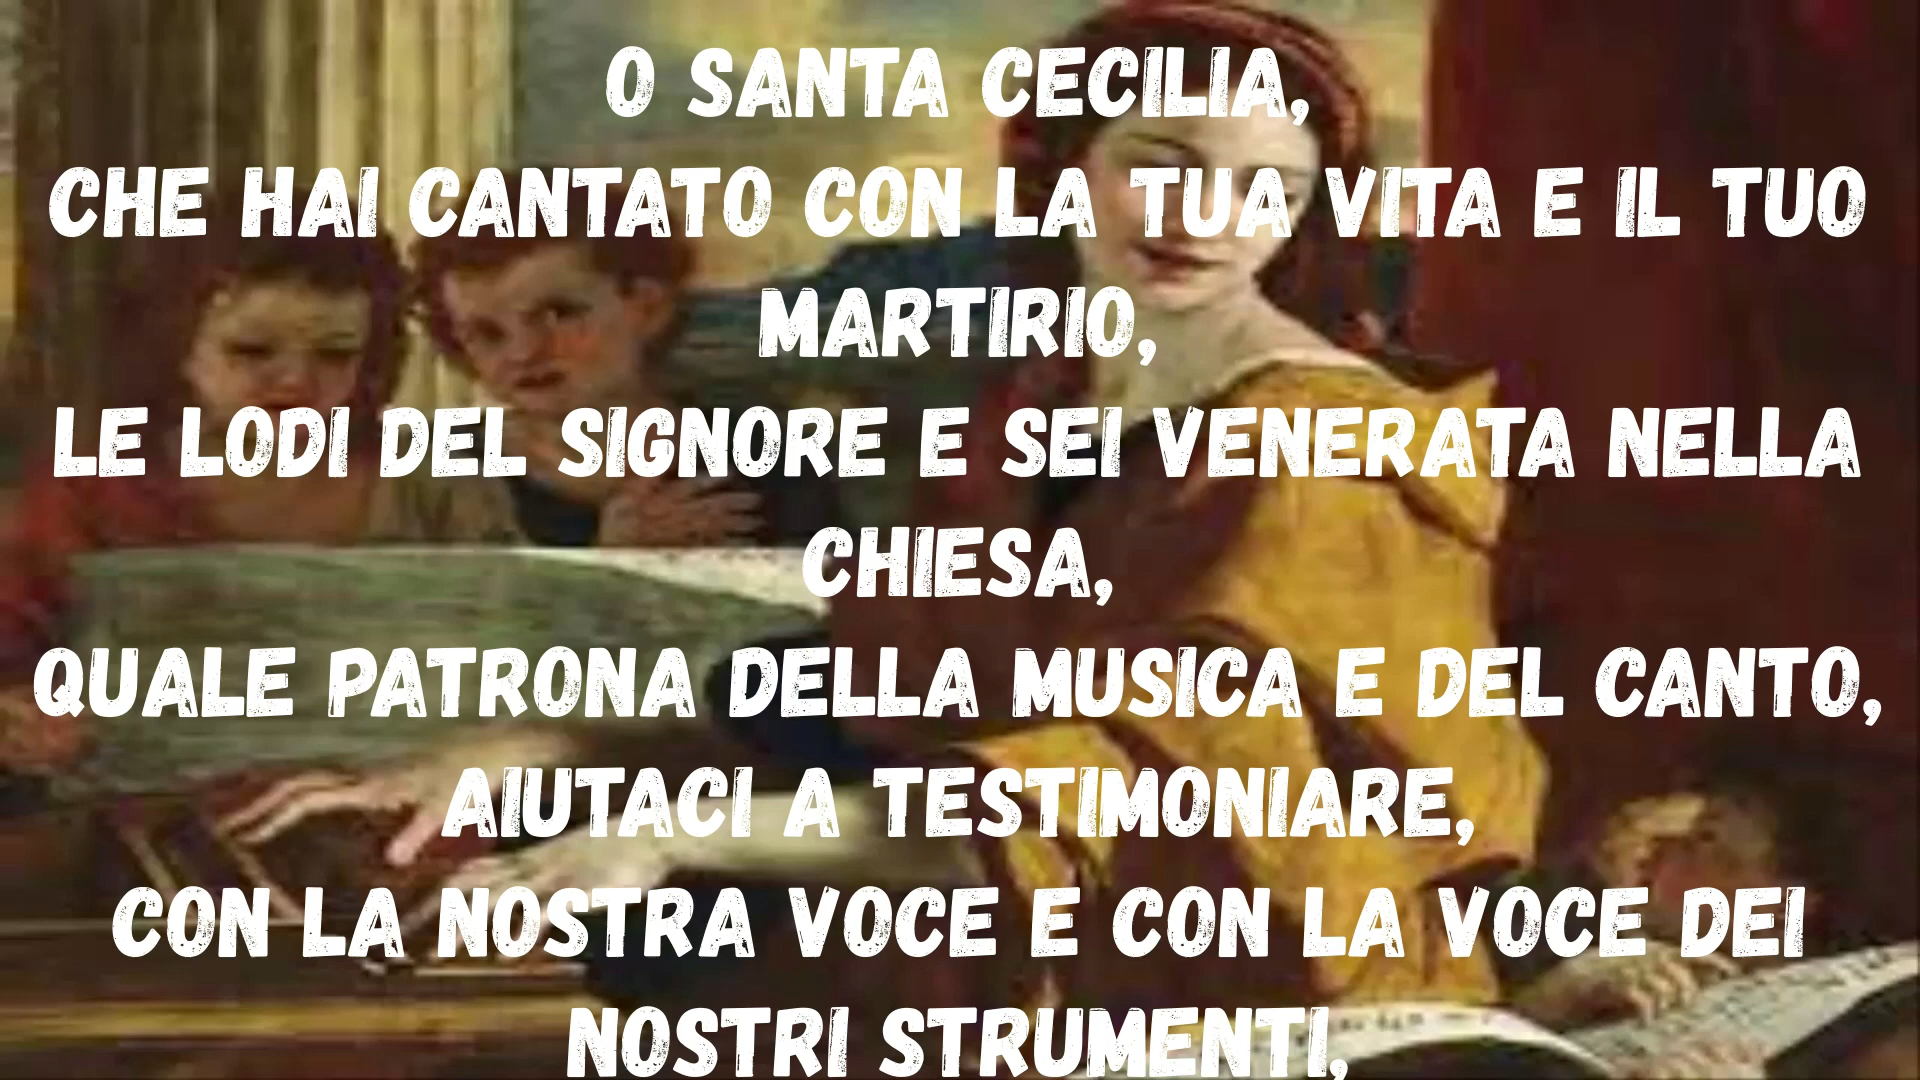 O SANTA CECILIA,
CHE HAI CANTATO CON LA TUA VITA E IL TUO
MARTIRIO,
LE LODI DEL SIGNORE E SEI VENERATA NELLA
CHIESA,
QUALE PATRONA DELLA MUSICA E DEL CANTO,
AIUTACI A TESTIMONIARE,
CON LA NOSTRA VOCE E CON LA VOCE DEI
NOSTRI STRUMENTI,